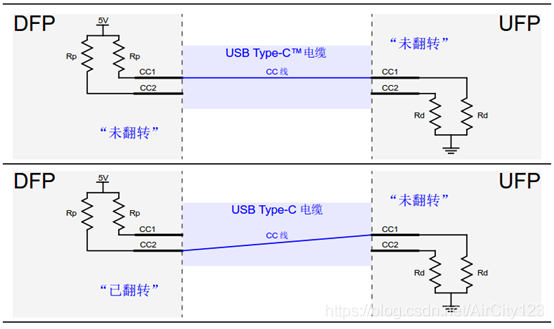 DFP
5V
Rp
Rp
CC1
CC2
“未翻转”
USB Type-C™ 电缆
CC 线
“未翻转”
UFP
CC1
CC2
Rd
Rd
DFP
5V
Rp
Rp
CC1
CC2
“已翻转”
USB Type-C 电缆
CC 线
“未翻转”
UFP
CC1
CC2
Rd
Rd
https://blog.csdn.net/AirCity123